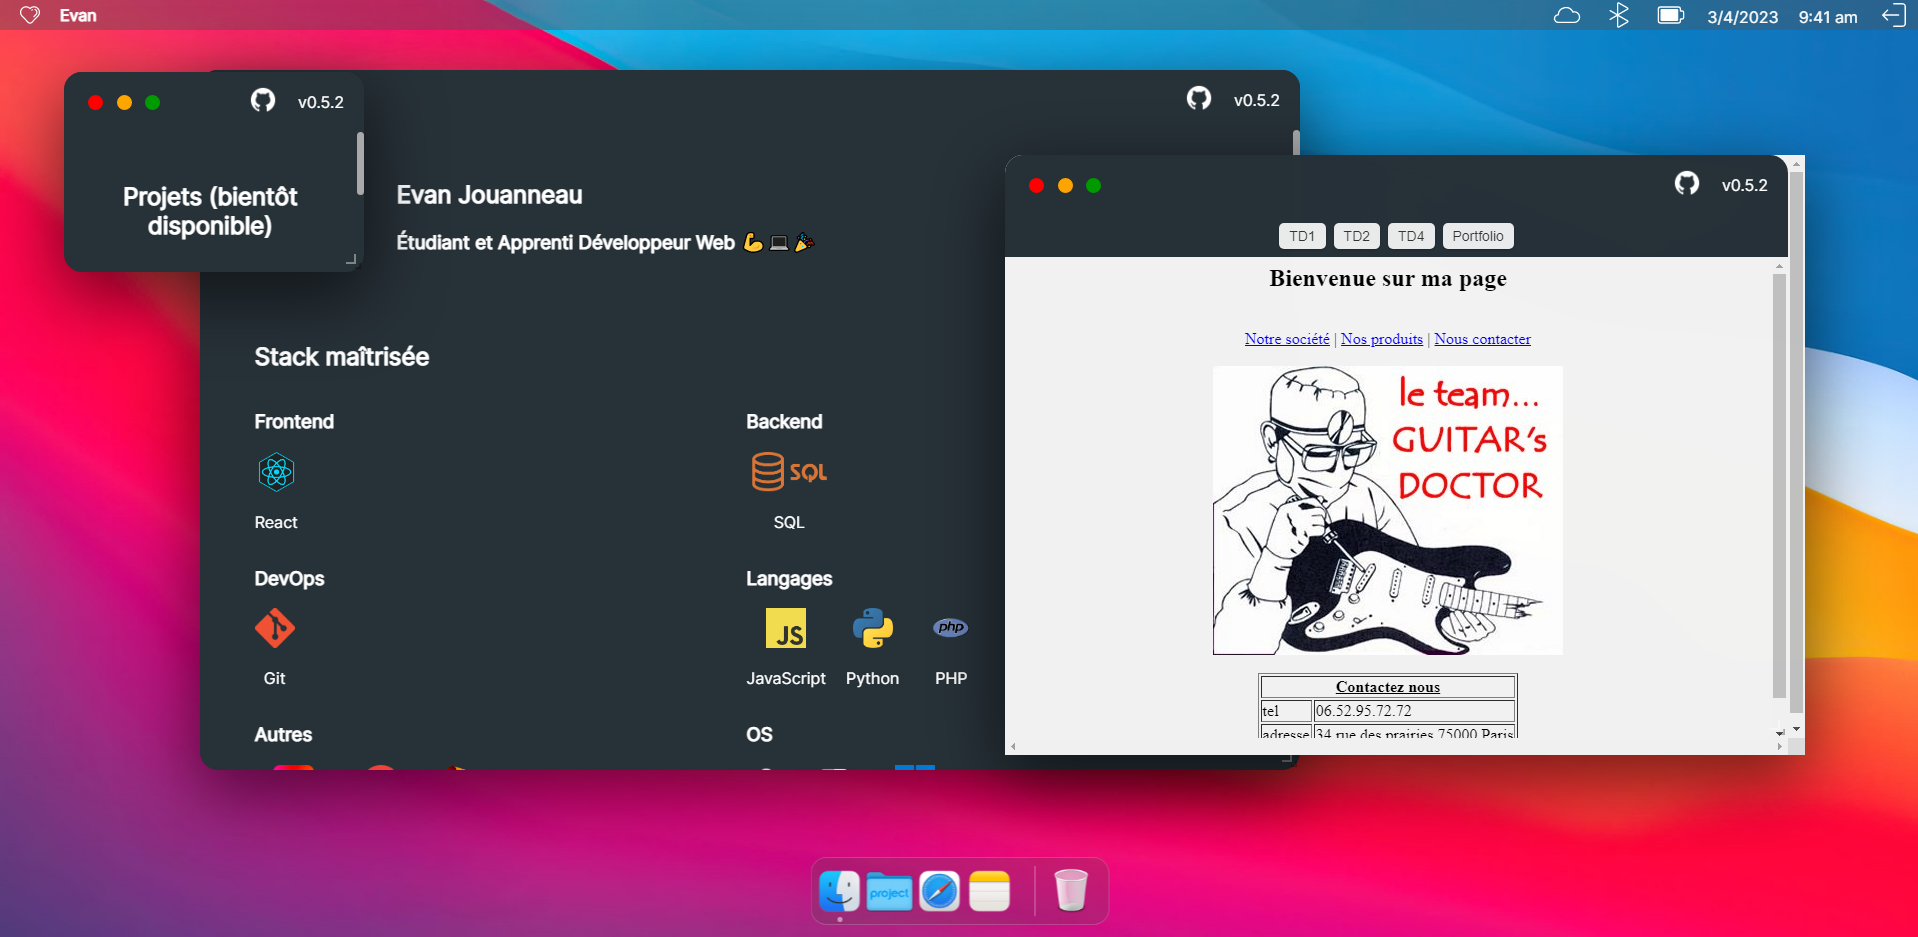 Evan
3/4/2023 9:41 am
v0.5.2
Projets (bientôt
disponible)
v0.5.2
Evan Jouanneau
Étudiant et Apprenti Développeur Web 💪💻🎉
Stack maîtrisée
Frontend
React
Backend
SQL
SQL
DevOps
Git
Langages
JS
php
JavaScript Python PHP
Autres
OS
v0.5.2
TD1 TD2 TD4 Portfolio
Bienvenue sur ma page
Notre société | Nos produits | Nous contacter
le team...
GUITAR's
DOCTOR
Contactez nous
tel 06.52.95.72.72
adresse 34 rue des prairies 75000 Paris
project